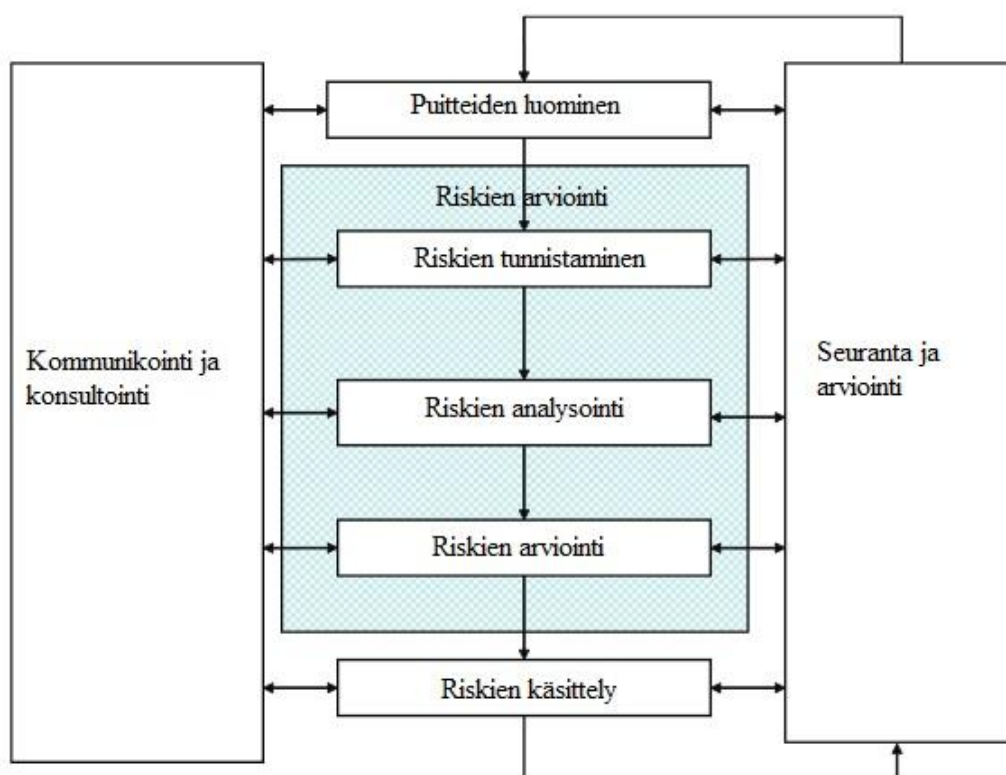 Puitteiden luominen
Riskien arviointi
Riskien tunnistaminen
Kommunikointi ja
konsultointi
Seuranta ja
arviointi
Riskien analysointi
Riskien arviointi
Riskien käsittely